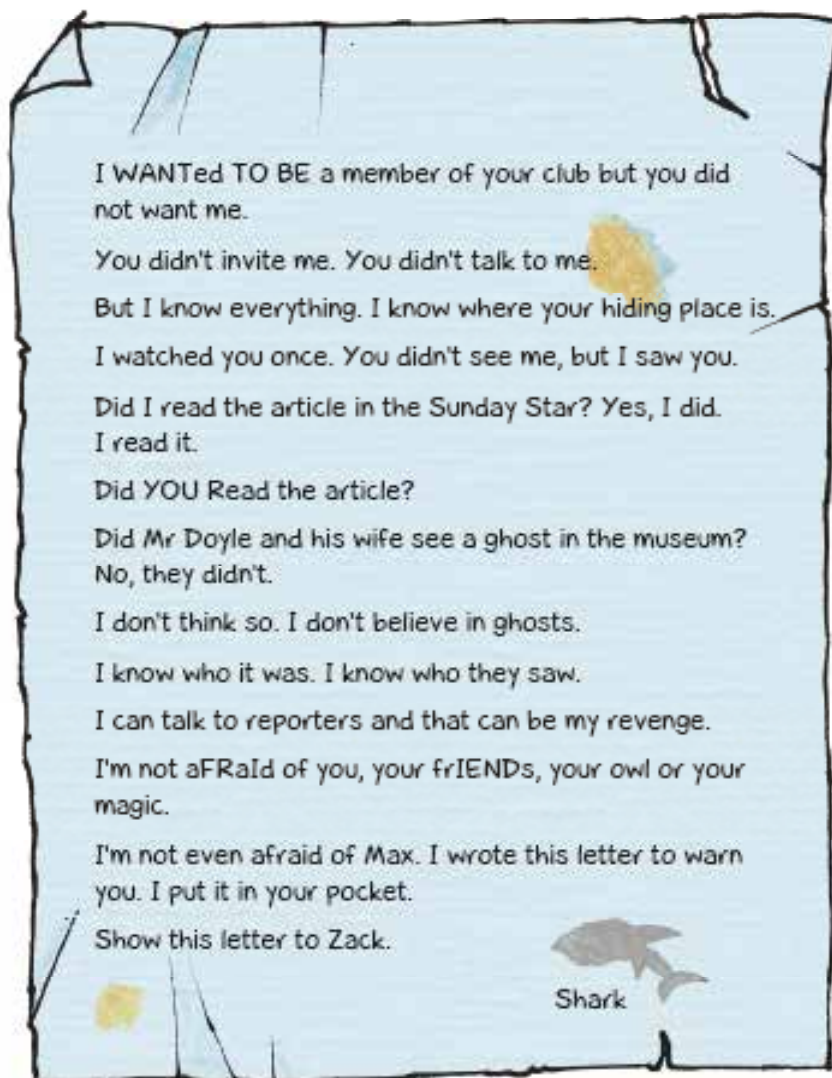 I WANTed TO BE a member of your club but you did
not want me.
You didn't invite me. You didn't talk to me.
But I know everything. I know where your hiding place is.
I watched you once. You didn't see me, but I saw you.
Did I read the article in the Sunday Star? Yes, I did.
I read it.
Did YOU Read the article?
Did Mr Doyle and his wife see a ghost in the museum?
No, they didn't.
I don't think so. I don't believe in ghosts.
I know who it was. I know who they saw.
I can talk to reporters and that can be my revenge.
I'm not aFRaId of you, your frIENDs, your owl or your
magic.
I'm not even afraid of Max. I wrote this letter to warn
you. I put it in your pocket.
Show this letter to Zack.
Shark